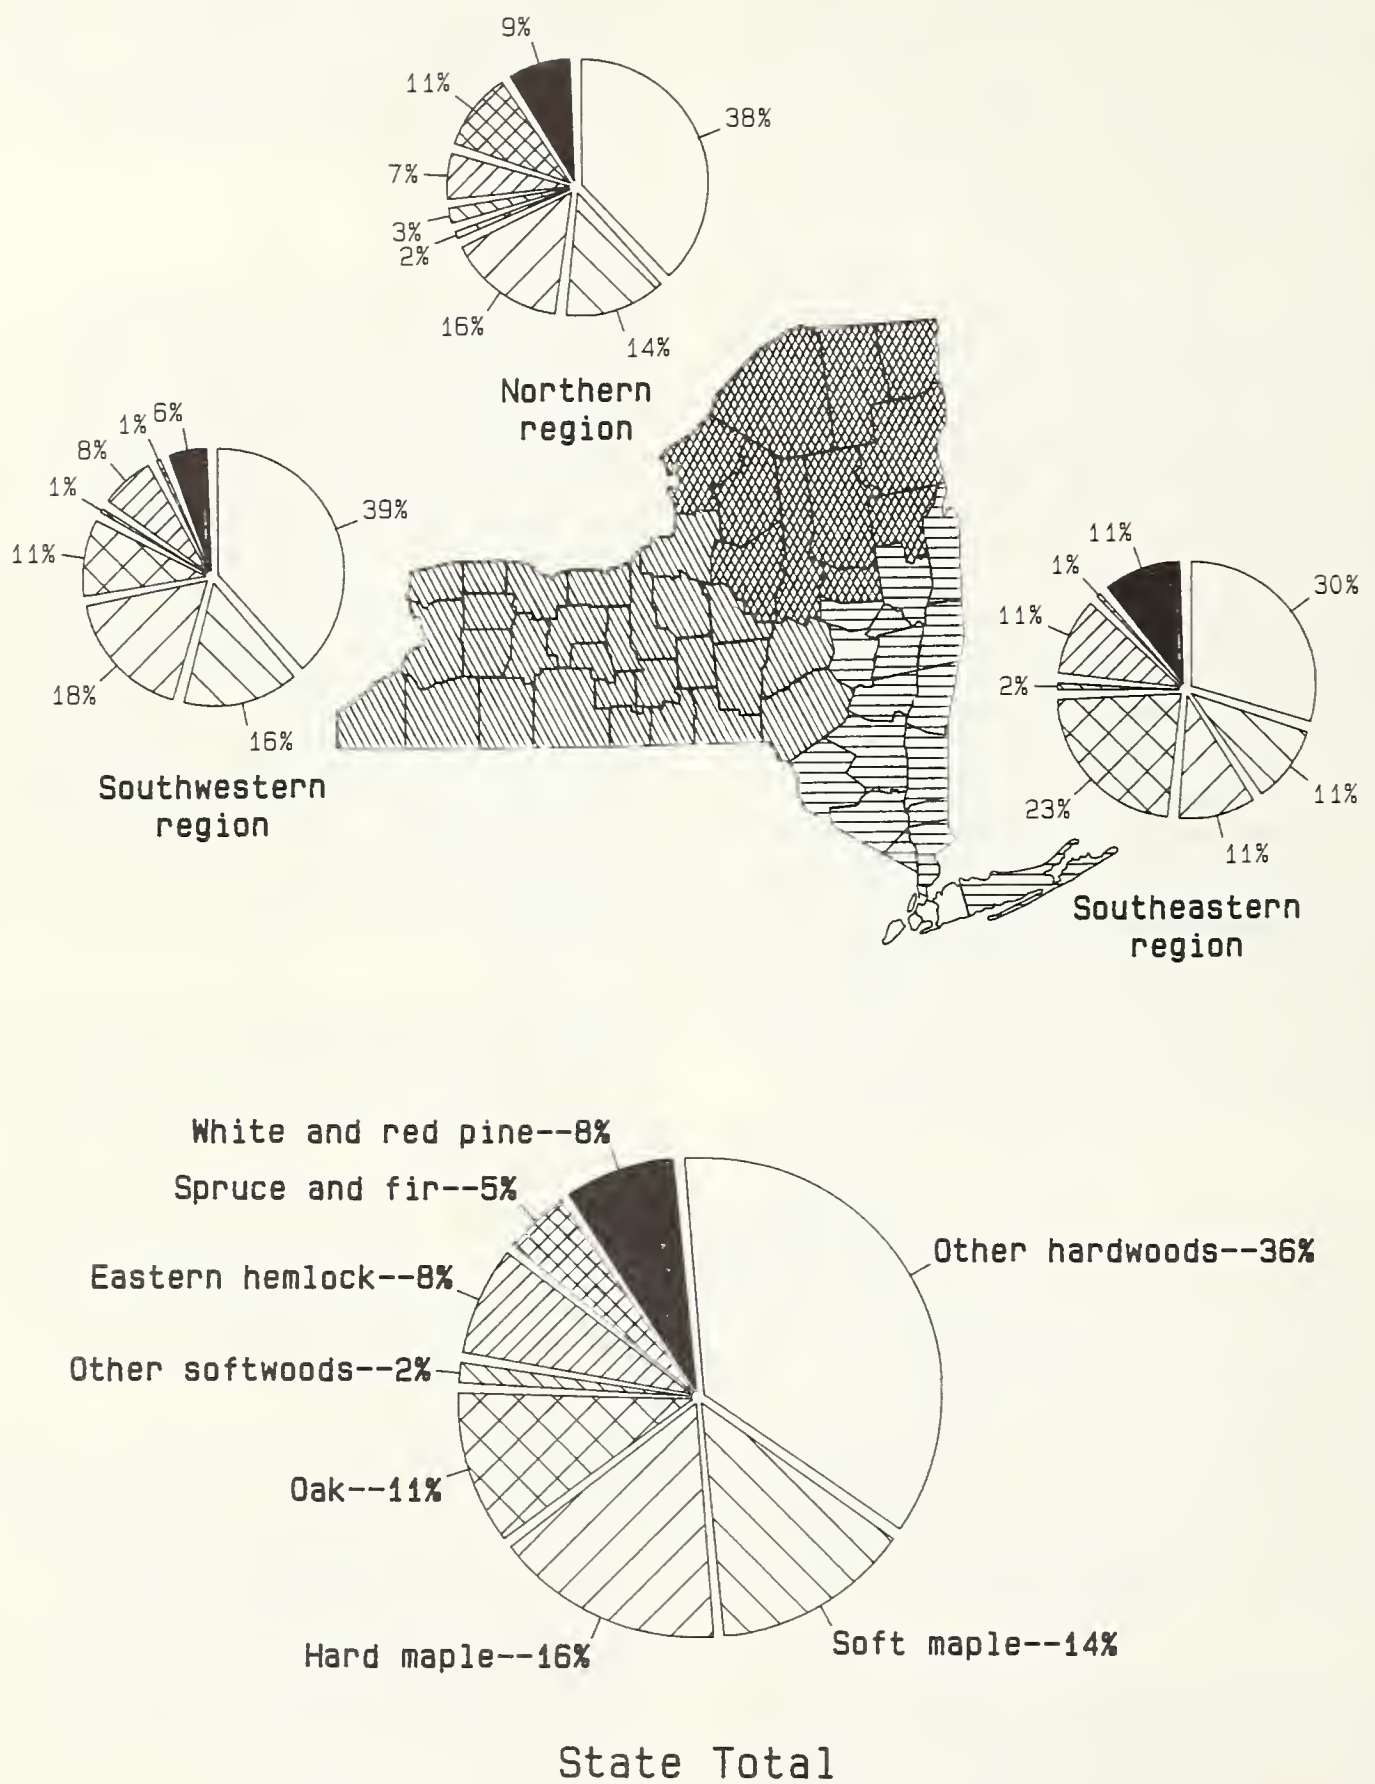 9%
11%
38%
7%
3%
2%
16%
14%
Northern
region
1%
6%
8%
1%
39%
11%
18%
16%
Southwestern
region
11%
1%
30%
11%
2%
23%
11%
11%
Southeastern
region
White and red pine--8%
Spruce and fir--5%
Other hardwoods--36%
Eastern hemlock--8%
Other softwoods--2%
Oak--11%
Hard maple--16%
Soft maple--14%
State Total